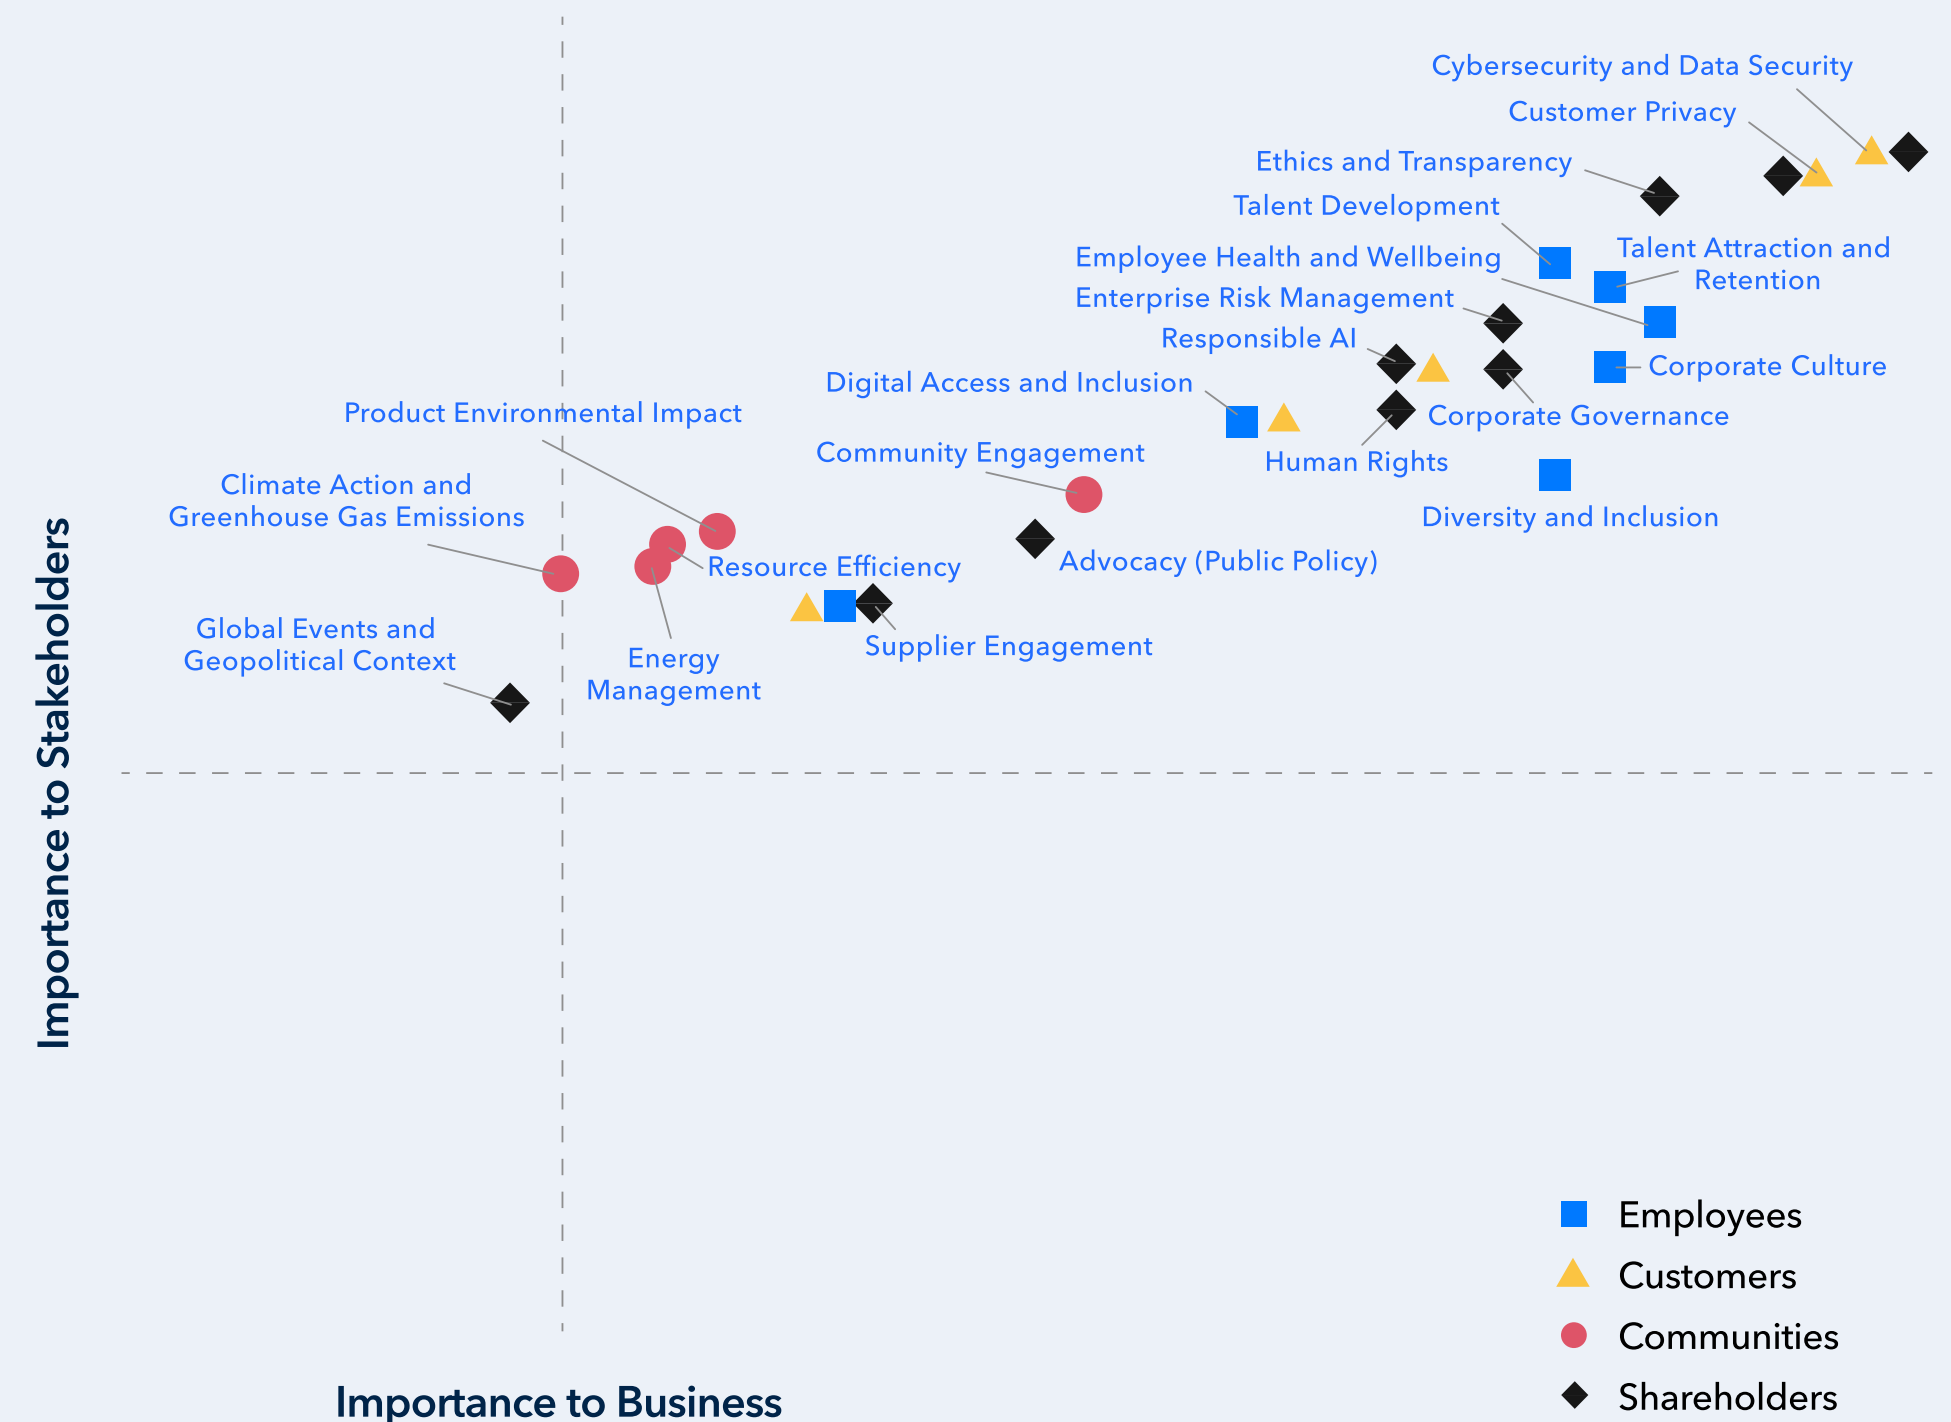 Cybersecurity and Data Security
Customer Privacy
Ethics and Transparency
Talent Development
Talent Attraction and
Retention
Employee Health and Wellbeing
Enterprise Risk Management
Responsible AI
Corporate Culture
Digital Access and Inclusion
Product Environmental Impact
Corporate Governance
Community Engagement
Human Rights
Climate Action and
Greenhouse Gas Emissions
Diversity and Inclusion
Advocacy (Public Policy)
Resource Efficiency
Global Events and
Geopolitical Context
Supplier Engagement
Energy
Management
Importance to Stakeholders
Employees
Customers
Communities
Shareholders
Importance to Business